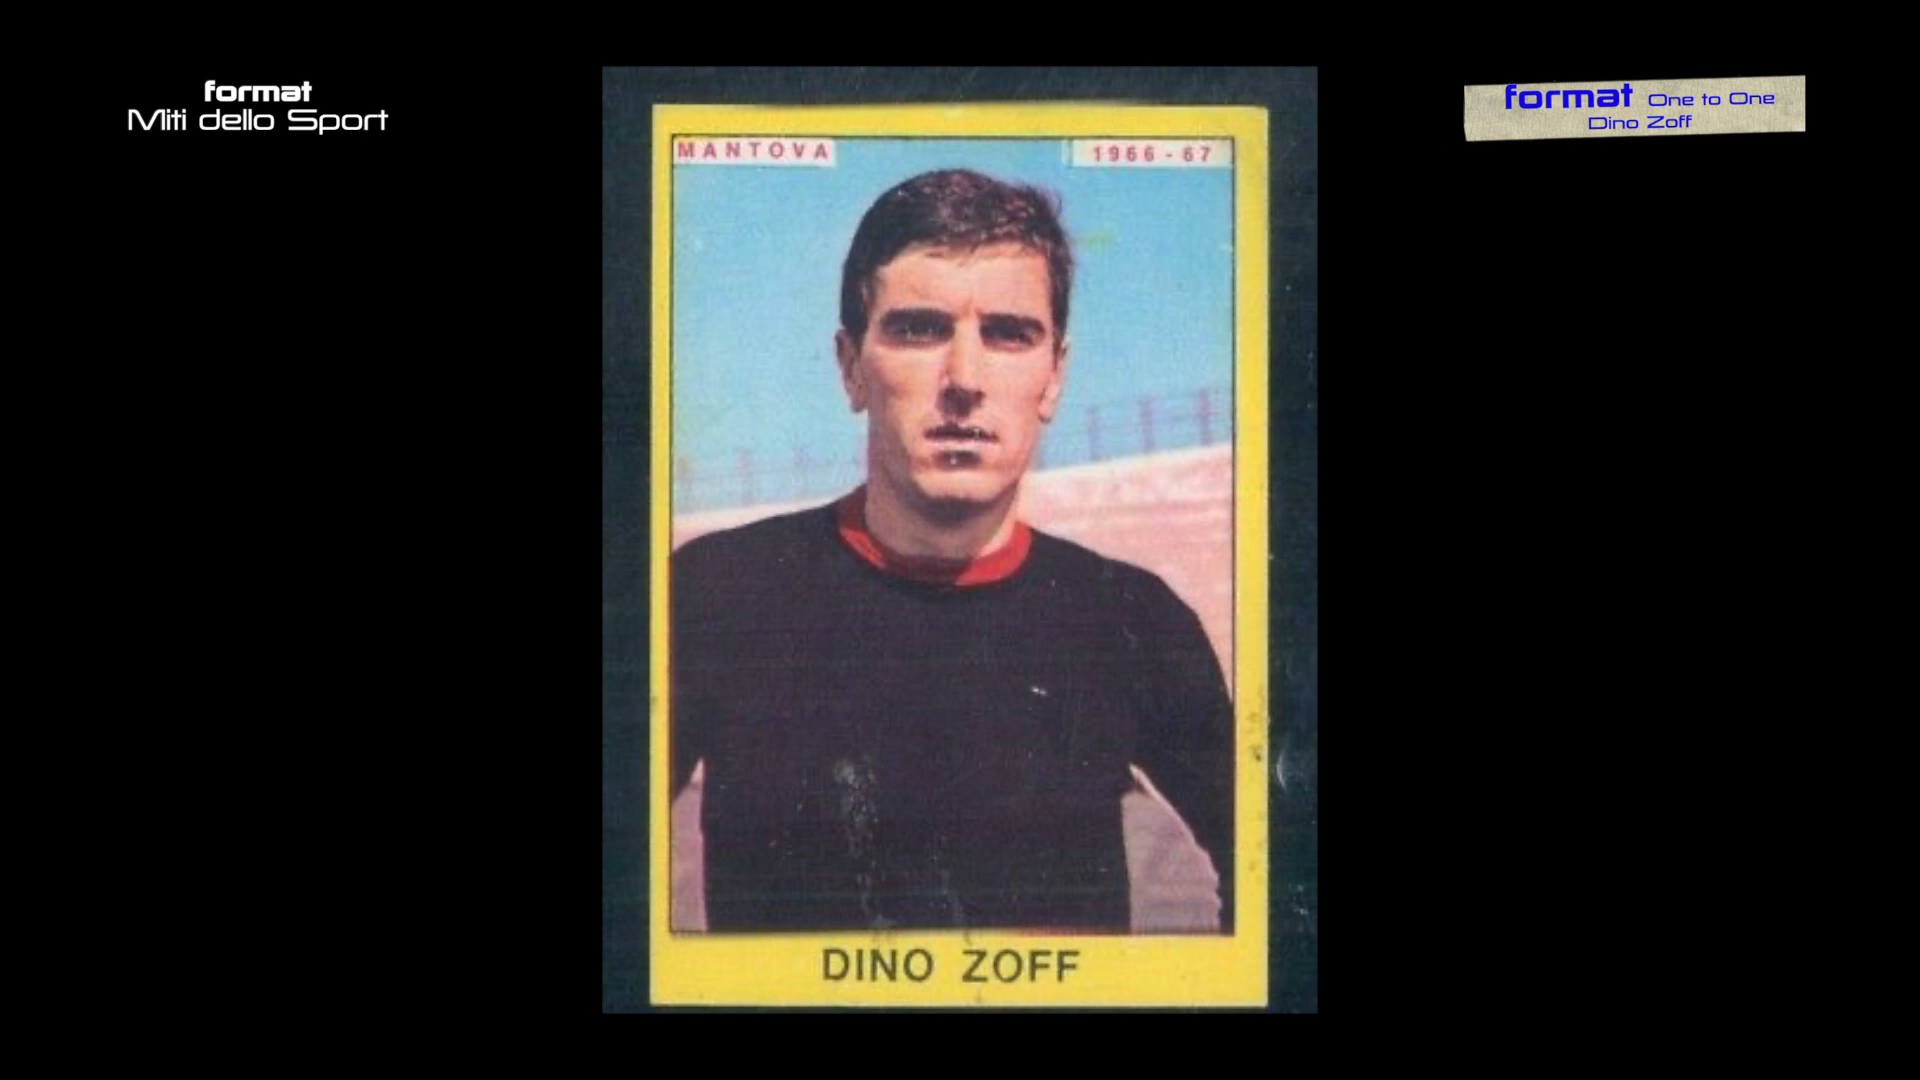 format
Miti dello Sport
format One to One
Dino Zoff
MANTOVA
1966-67
DINO ZOFF